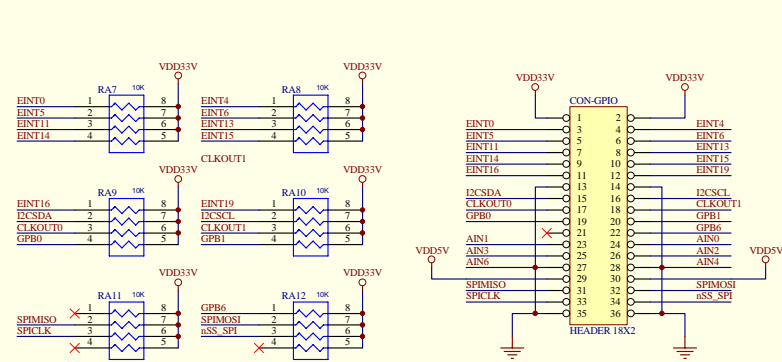 VDD33V VDD33V
RA7 10K RA8 10K
EINT0 1 8 EINT4 1 8
EINT5 2 7 EINT6 2 7
EINT11 3 6 EINT13 3 6
EINT14 4 5 EINT15 4 5
CLKOUT1
VDD33V VDD33V
RA9 10K RA10 10K
EINT16 1 8 EINT19 1 8
I2CSDA 2 7 I2CSCL 2 7
CLKOUT0 3 6 CLKOUT1 3 6
GPB0 4 5 GPB1 4 5
VDD33V VDD33V
RA11 10K RA12 10K
1 8 GPB6 1 8
SPIMISO 2 7 SPIMOSI 2 7
SPICLK 3 6 nSS_SPI 3 6
4 5 4 5
VDD33V VDD33V
CON-GPIO
1 2
EINT0 3 4 EINT4
EINT5 5 6 EINT6
EINT11 7 8 EINT13
EINT14 9 10 EINT15
EINT16 11 12 EINT19
13 14
I2CSDA 15 16 I2CSCL
CLKOUT0 17 18 CLKOUT1
GPB0 19 20 GPB1
21 22 GPB6
AIN1 23 24 AIN0
AIN3 25 26 AIN2
AIN6 27 28 AIN4
VDD5V 29 30 VDD5V
SPIMISO 31 32 SPIMOSI
SPICLK 33 34 nSS_SPI
35 36
HEADER 18X2